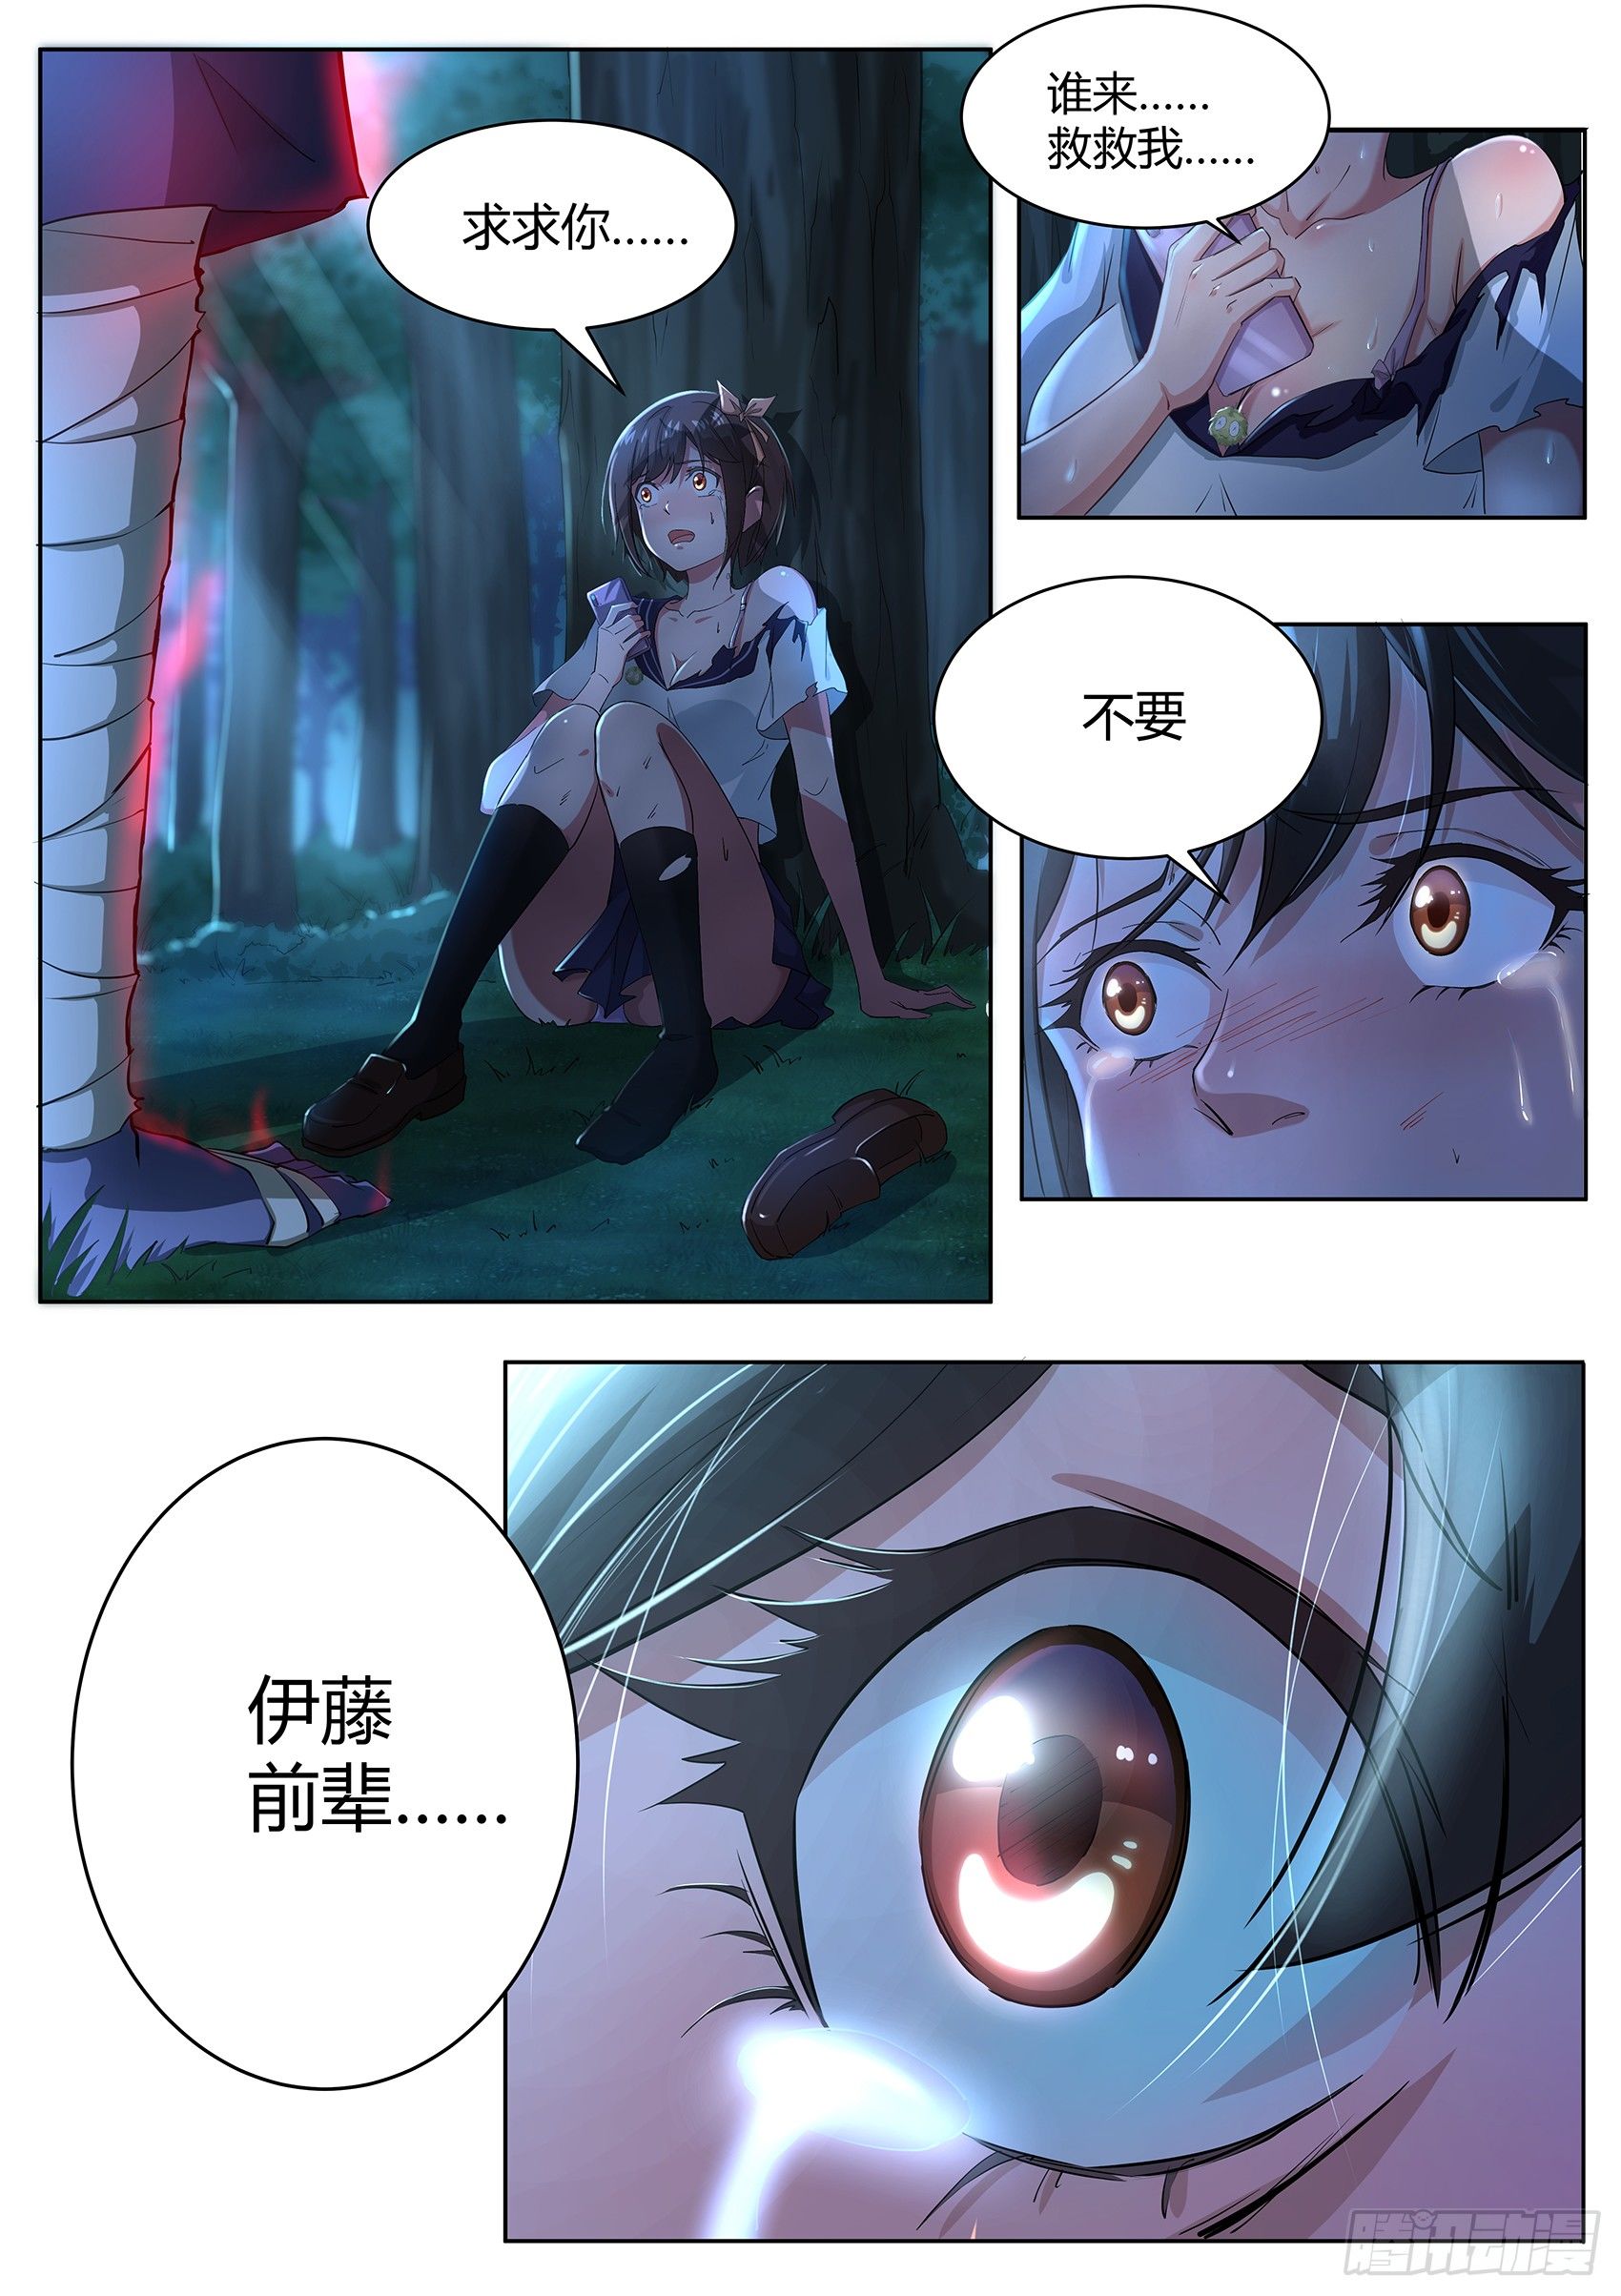 求求你……
谁来……
救救我……
不要
伊藤
前辈……
腾讯动漫